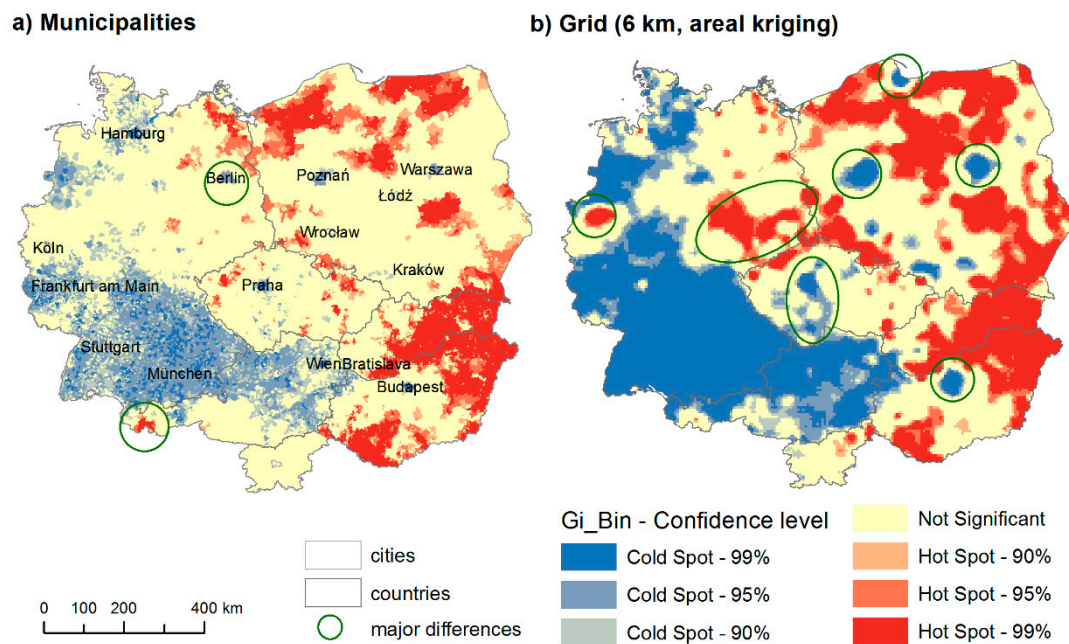 a) Municipalities
b) Grid (6 km, areal kriging)
Hamburg
Berlin
Poznań
Warszawa
Łódź
Wrocław
Köln
Kraków
Praha
Frankfurt am Main
Stuttgart
München
Wien
Bratislava
Budapest
cities
countries
major differences
0 100 200 400 km
Gi_Bin - Confidence level
Cold Spot - 99%
Cold Spot - 95%
Cold Spot - 90%
Not Significant
Hot Spot - 90%
Hot Spot - 95%
Hot Spot - 99%